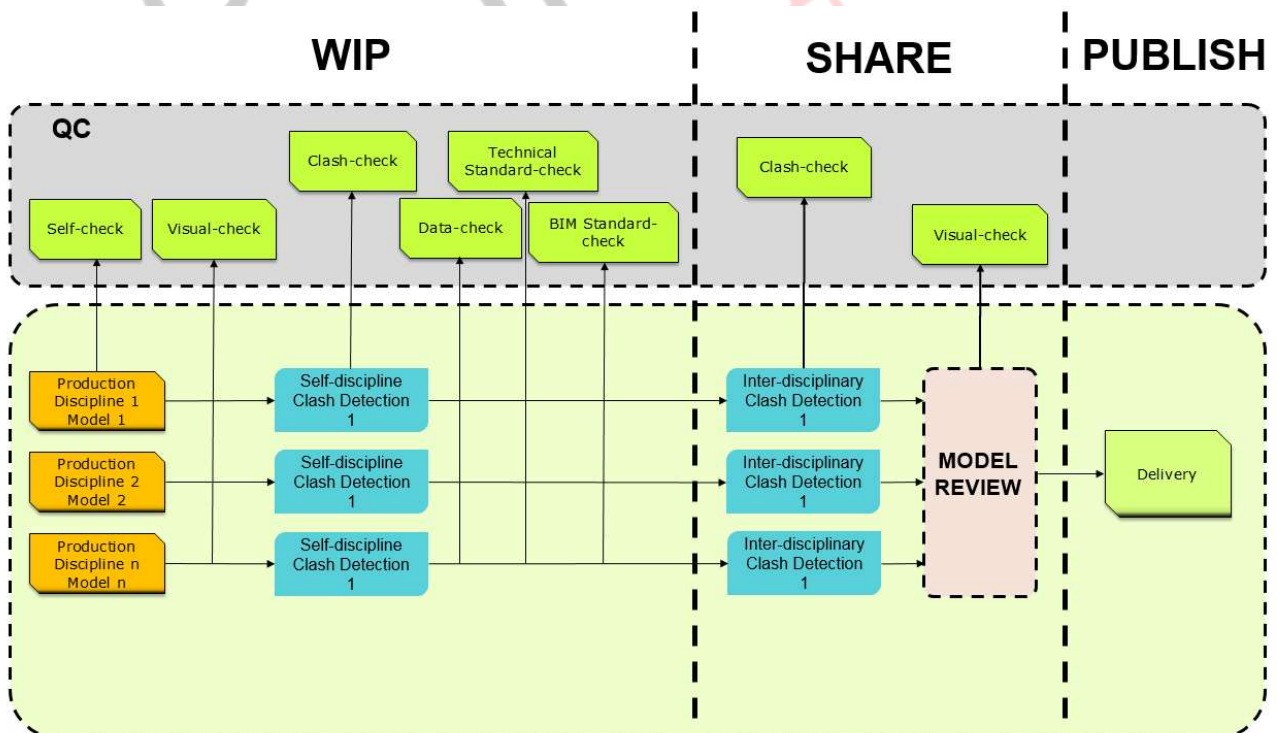 WIP
SHARE
PUBLISH
QC
Clash-check
Technical
Standard-check
Clash-check
Self-check
Visual-check
Data-check
BIM Standard-
check
Visual-check
Production
Discipline 1
Model 1
Self-discipline
Clash Detection
1
Inter-disciplinary
Clash Detection
1
Production
Discipline 2
Model 2
Self-discipline
Clash Detection
1
Inter-disciplinary
Clash Detection
1
MODEL
REVIEW
Delivery
Production
Discipline n
Model n
Self-discipline
Clash Detection
1
Inter-disciplinary
Clash Detection
1